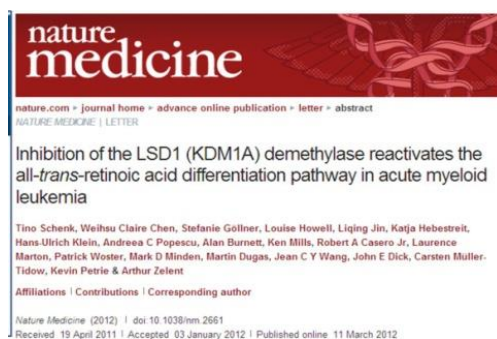 nature
medicine
nature.com ▸ journal home ▸ advance online publication ▸ letter ▸ abstract
NATURE MEDICINE | LETTER
Inhibition of the LSD1 (KDM1A) demethylase reactivates the
all-trans-retinoic acid differentiation pathway in acute myeloid
leukemia
Tino Schenk, Weihsu Claire Chen, Stefanie Göllner, Louise Howell, Liqing Jin, Katja Hebestreit,
Hans-Ulrich Klein, Andreea C Popescu, Alan Burnett, Ken Mills, Robert A Casero Jr, Laurence
Marton, Patrick Woster, Mark D Minden, Martin Dugas, Jean C Y Wang, John E Dick, Carsten Müller-
Tidow, Kevin Petrie & Arthur Zelent
Affiliations | Contributions | Corresponding author
Nature Medicine (2012) | doi:10.1038/nm.2661
Received 19 April 2011 | Accepted 03 January 2012 | Published online 11 March 2012